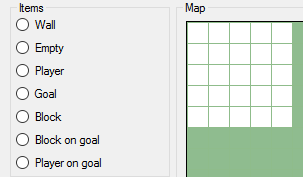 Items
Wall
Empty
Player
Goal
Block
Block on goal
Player on goal
Map